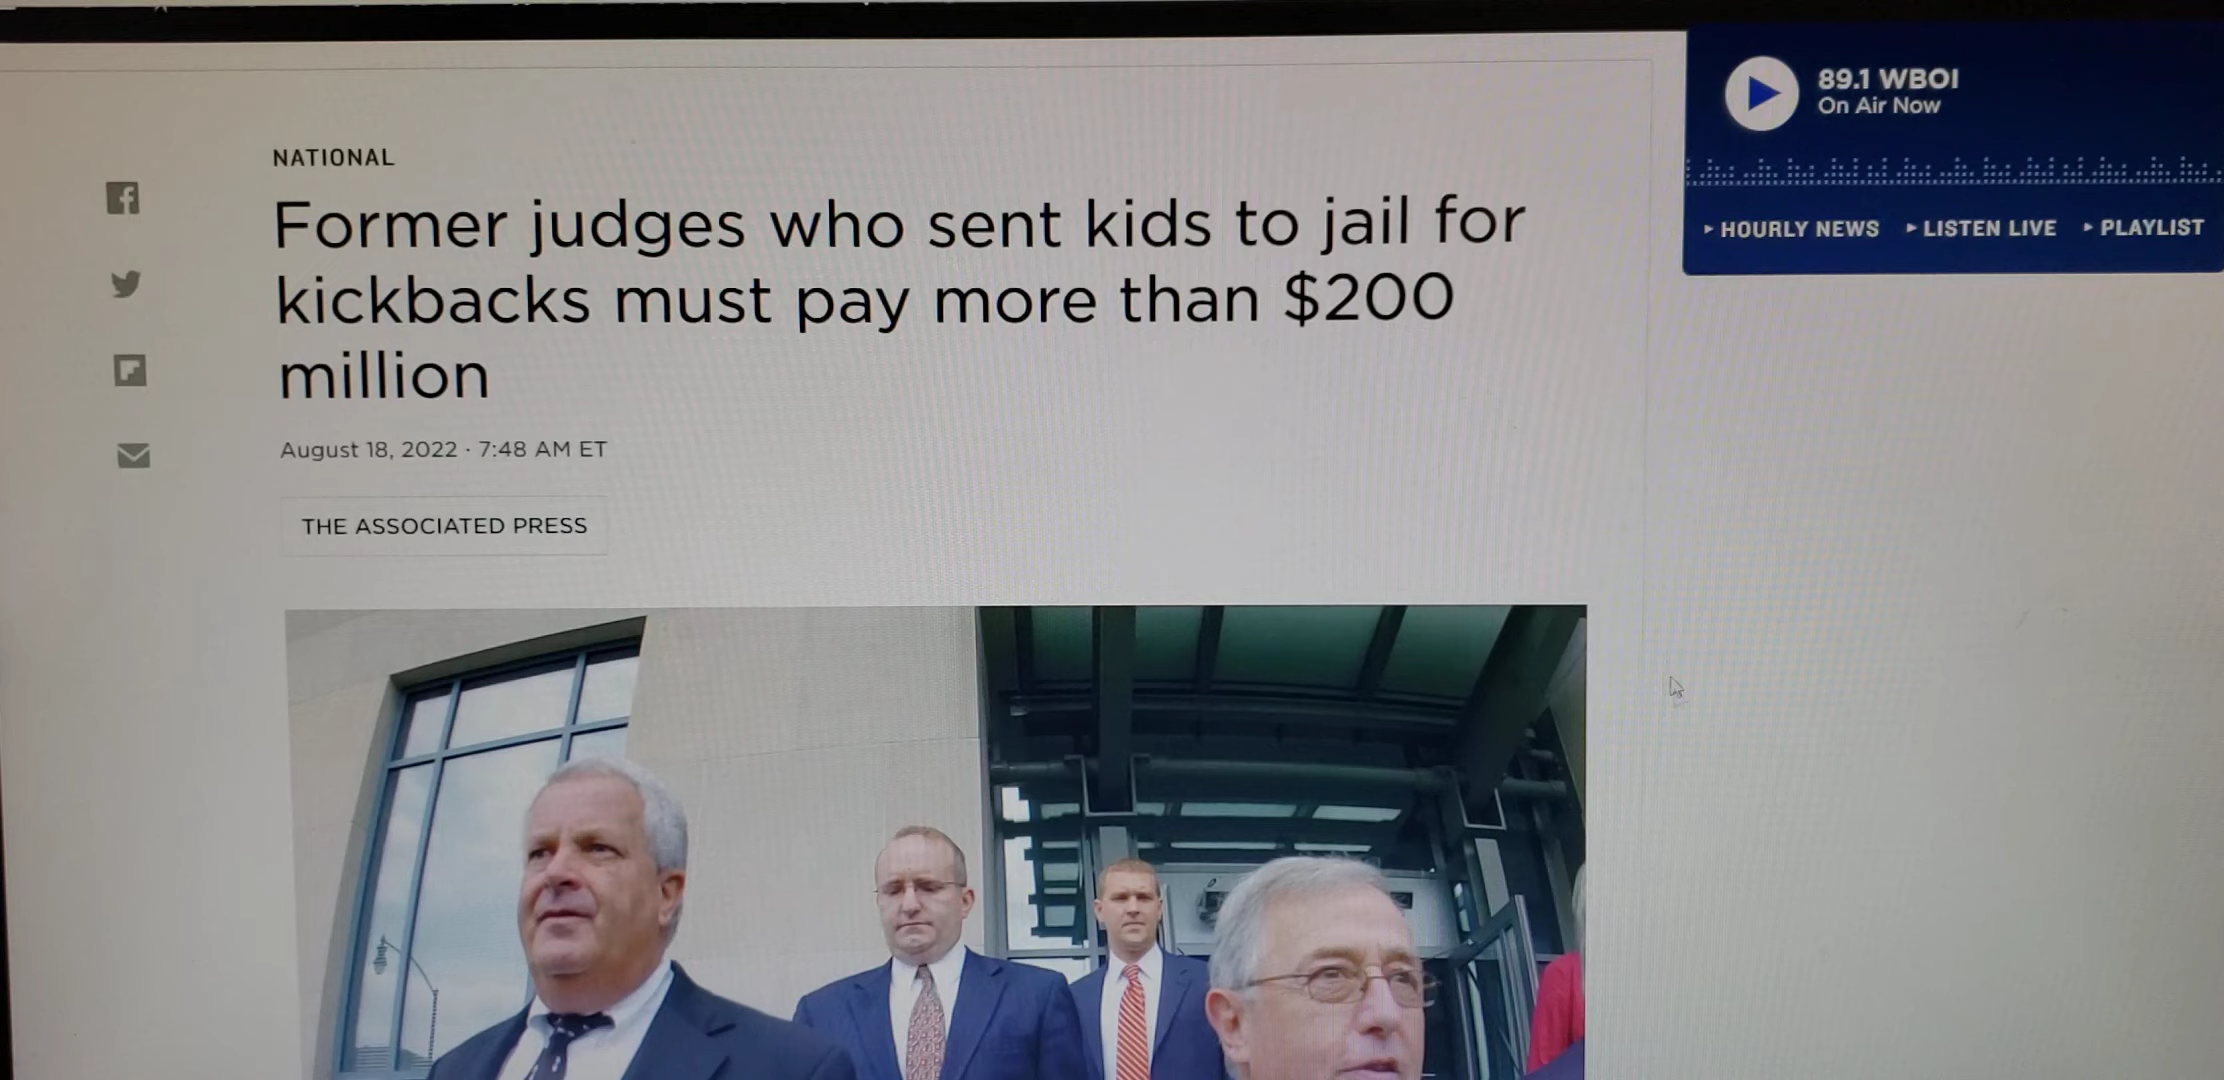 89.1 WBOI
On Air Now
HOURLY NEWS LISTEN LIVE PLAYLIST
NATIONAL
Former judges who sent kids to jail for
kickbacks must pay more than $200
million
August 18, 2022 · 7:48 AM ET
THE ASSOCIATED PRESS